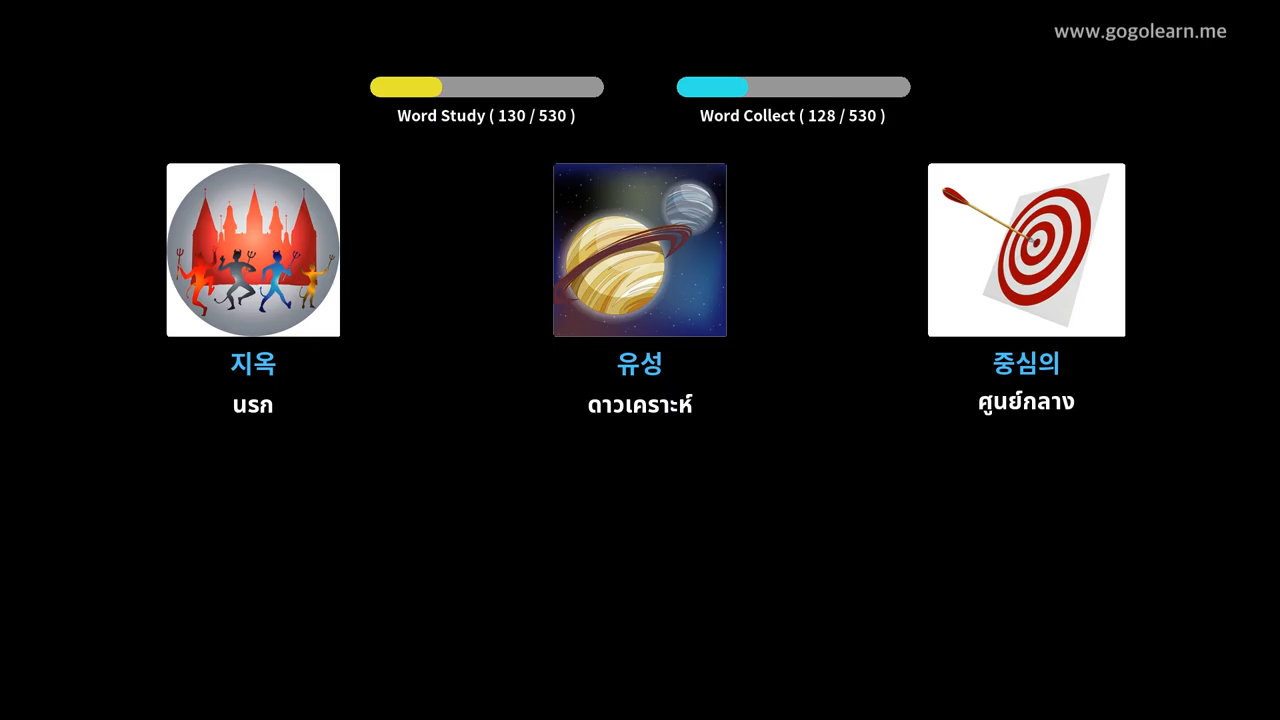 www.gogolearn.me
Word Study ( 130 / 530 )
Word Collect ( 128 / 530 )
지옥
유성
중심의
นรก
ดาวเคราะห์
ศูนย์กลาง